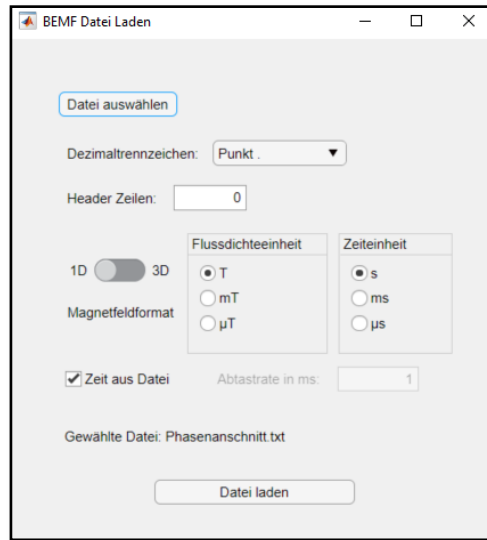 BEMF Datei Laden
Datei auswählen
Dezimaltrennzeichen: Punkt .
Header Zeilen: 0
Flussdichteeinheit Zeiteinheit
1D 3D T s
mT ms
Magnetfeldformat
µT µs
Zeit aus Datei Abtastrate in ms: 1
Gewählte Datei: Phasenanschnitt.txt
Datei laden